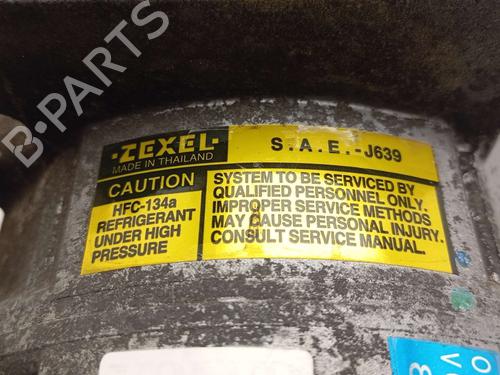 B-PARTS
·ZEXEL·
MADE IN THAILAND
S.A.E.-J639
CAUTION
HFC-134a
REFRIGERANT
UNDER HIGH
PRESSURE
SYSTEM TO BE SERVICED BY
QUALIFIED PERSONNEL ONLY.
IMPROPER SERVICE METHODS
MAY CAUSE PERSONAL INJURY.
CONSULT SERVICE MANUAL.